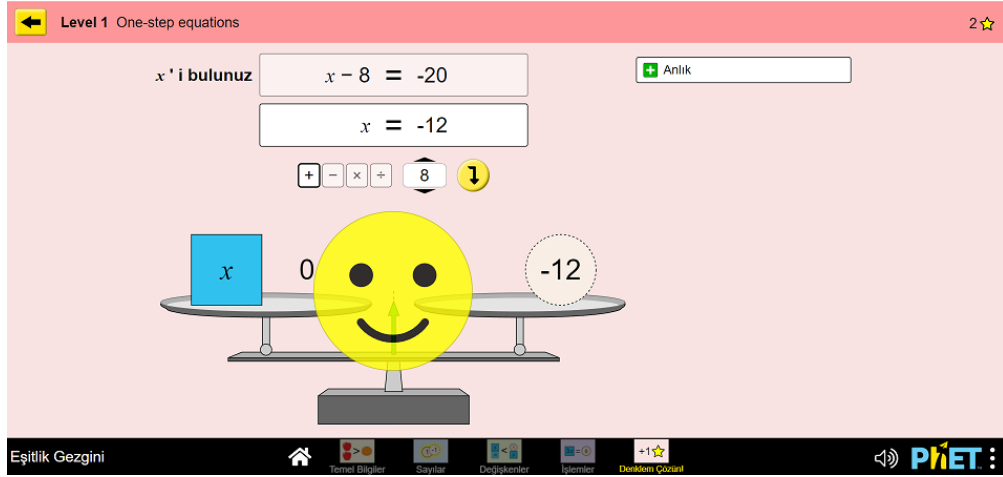 Level 1 One-step equations
2
x ' i bulunuz
x − 8 = -20
x = -12
+ − × ÷ 8
Anlık
x
0
-12
Eşitlik Gezgini
Temel Bilgiler
Sayılar
Değişkenler
İşlemler
+1
Denklem Çözün!
PhET